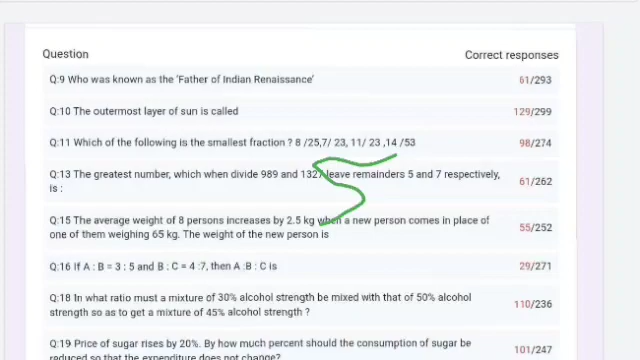 Question
Correct responses
Q:9 Who was known as the 'Father of Indian Renaissance'
61/293
Q:10 The outermost layer of sun is called
129/299
Q:11 Which of the following is the smallest fraction ? 8 /25,7/ 23, 11/ 23 ,14 /53
98/274
Q:13 The greatest number, which when divide 989 and 1327 leave remainders 5 and 7 respectively,
is :
61/262
Q:15 The average weight of 8 persons increases by 2.5 kg when a new person comes in place of
one of them weighing 65 kg. The weight of the new person is
55/252
Q:16 If A : B = 3 : 5 and B : C = 4 :7, then A :B : C is
29/271
Q:18 In what ratio must a mixture of 30% alcohol strength be mixed with that of 50% alcohol
strength so as to get a mixture of 45% alcohol strength ?
110/236
Q:19 Price of sugar rises by 20%. By how much percent should the consumption of sugar be
reduced so that the expenditure does not change?
101/247